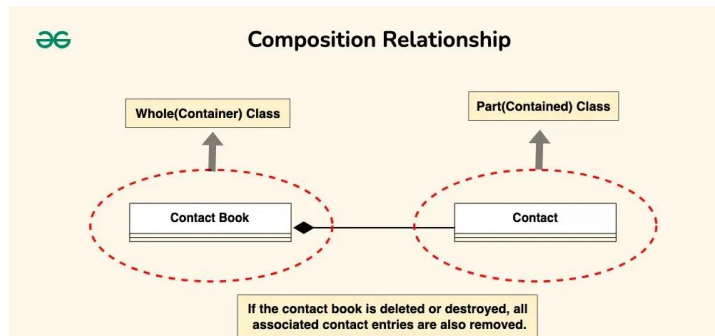 Composition Relationship
Whole(Container) Class
Part(Contained) Class
Contact Book
Contact
If the contact book is deleted or destroyed, all
associated contact entries are also removed.